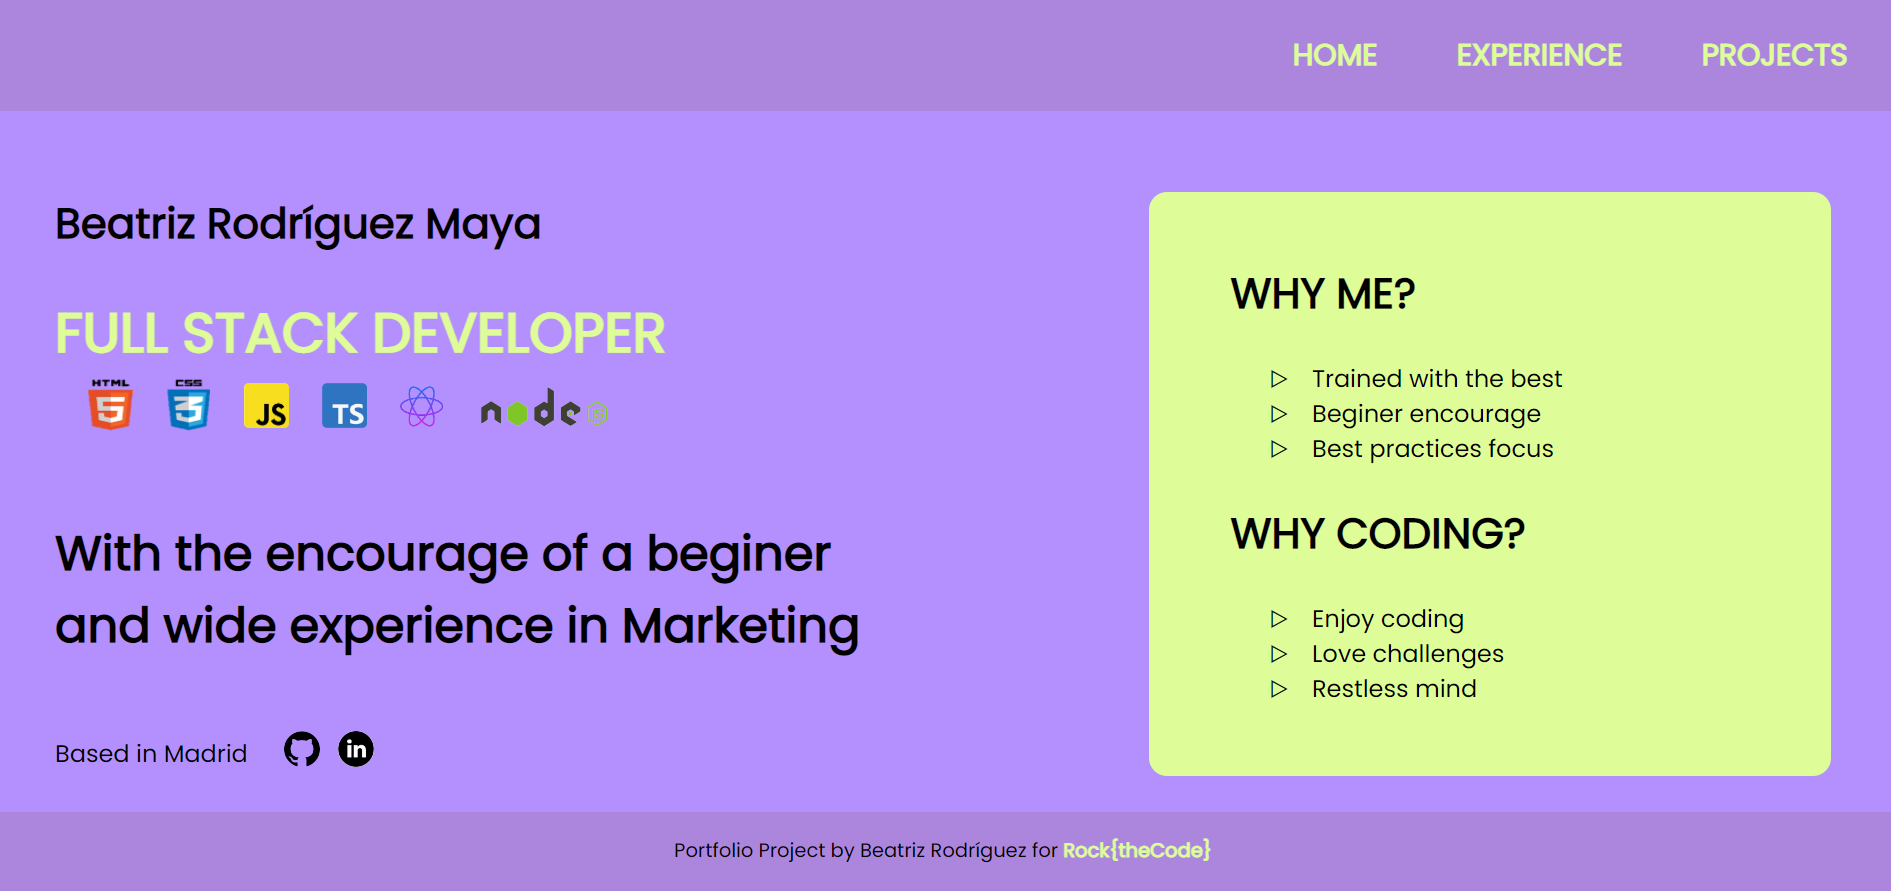 HOME EXPERIENCE PROJECTS
Beatriz Rodríguez Maya
FULL STACK DEVELOPER
HTML CSS JS TS node JS
With the encourage of a beginer
and wide experience in Marketing
Based in Madrid in
WHY ME?
▷ Trained with the best
▷ Beginer encourage
▷ Best practices focus
WHY CODING?
▷ Enjoy coding
▷ Love challenges
▷ Restless mind
Portfolio Project by Beatriz Rodríguez for Rock{theCode}